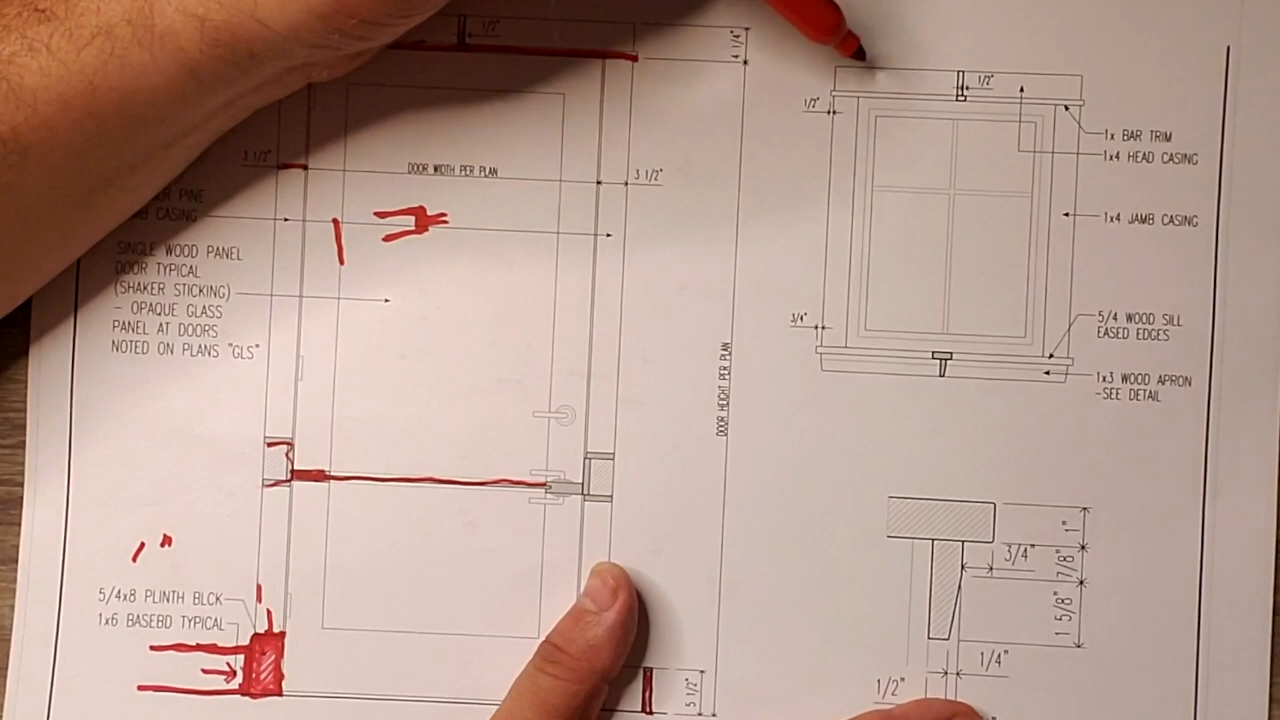 1/2"
4 1/4"
3 1/2"
DOOR WIDTH PER PLAN
3 1/2"
PINE
CASING
SINGLE WOOD PANEL
DOOR TYPICAL
(SHAKER STICKING)
- OPAQUE GLASS
PANEL AT DOORS
NOTED ON PLANS "GLS"
DOOR HEIGHT PER PLAN
1"
5/4x8 PLINTH BLCK
1x6 BASEBD TYPICAL
5 1/2"
1/2"
1/2"
1x BAR TRIM
1x4 HEAD CASING
1x4 JAMB CASING
3/4"
5/4 WOOD SILL
EASED EDGES
1x3 WOOD APRON
-SEE DETAIL
1"
3/4"
7/8"
1 5/8"
1/4"
1/2"